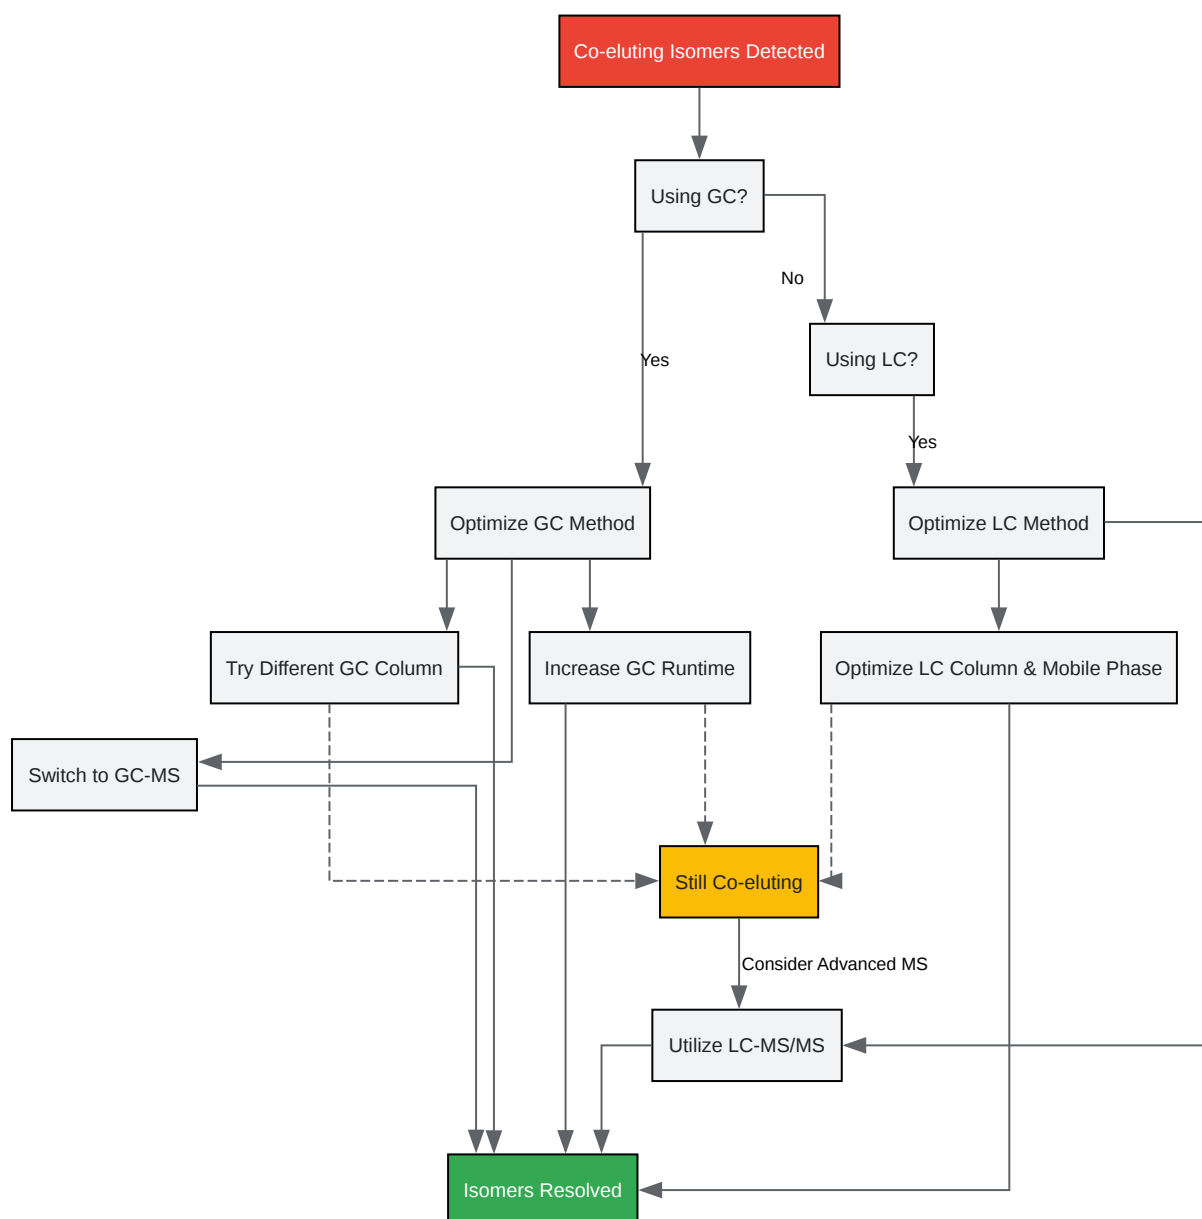 Co-eluting Isomers Detected
Using GC?
No
Using LC?
Yes
Yes
Optimize GC Method
Optimize LC Method
Try Different GC Column
Increase GC Runtime
Optimize LC Column & Mobile Phase
Switch to GC-MS
Still Co-eluting
Consider Advanced MS
Utilize LC-MS/MS
Isomers Resolved